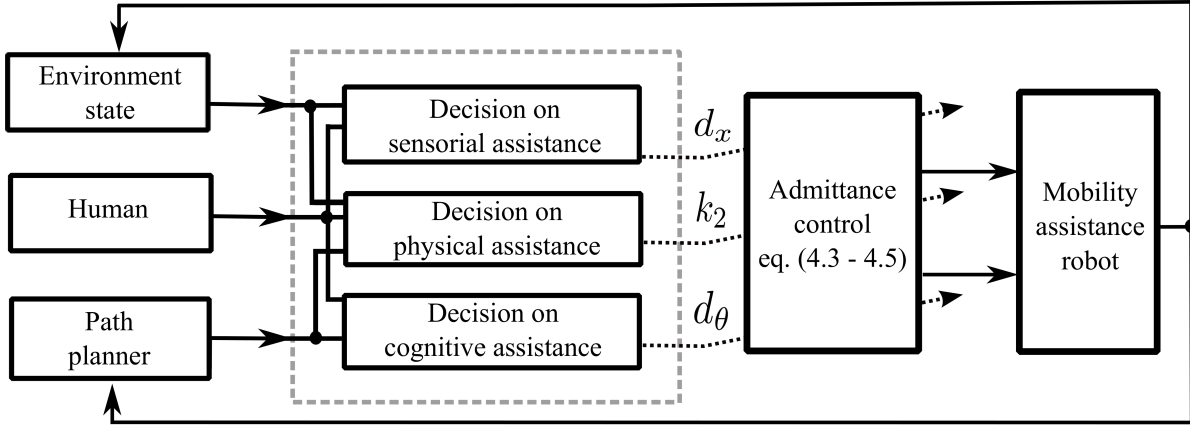 Environment
state
Human
Path
planner
Decision on
sensorial assistance
Decision on
physical assistance
Decision on
cognitive assistance
d_x
k_2
d_θ
Admittance
control
eq. (4.3 - 4.5)
Mobility
assistance
robot